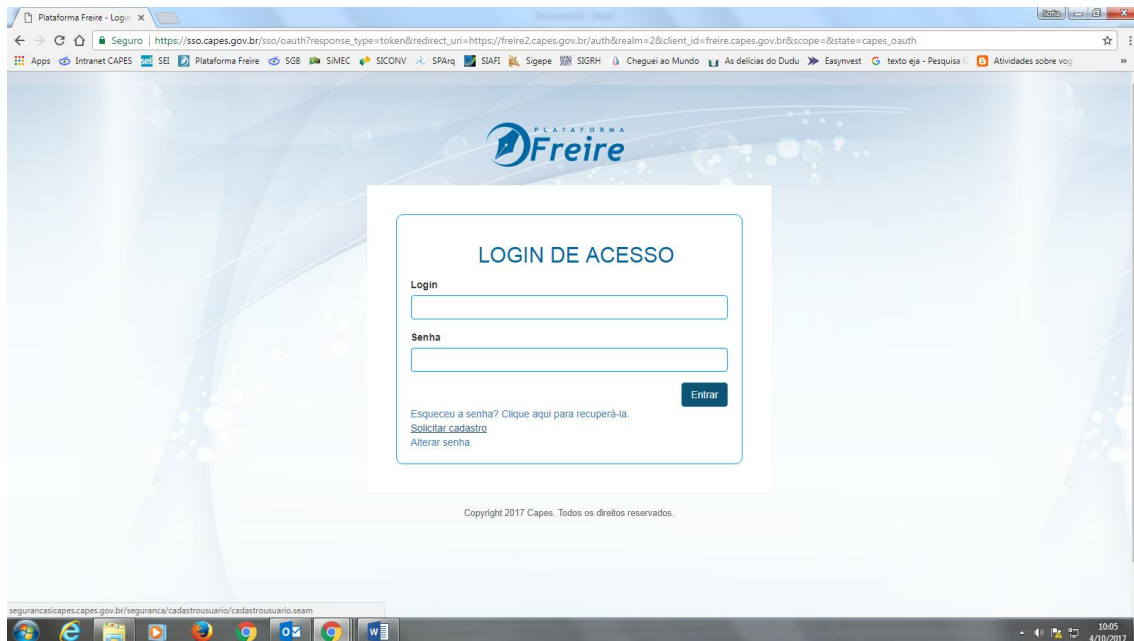 Plataforma Freire - Login
Sofia
Seguro | https://sso.capes.gov.br/sso/oauth?response_type=token&redirect_uri=https://freire2.capes.gov.br/auth&realm=2&client_id=freire.capes.gov.br&scope=&state=capes_oauth
Apps Intranet CAPES sei SEI Plataforma Freire SGB SiMEC SICONV SPArq SIAFI Sigepe SIGRH Cheguei ao Mundo As delícias do Dudu Easynvest texto eja - Pesquisa Atividades sobre vog »
PLATAFORMA
Freire
LOGIN DE ACESSO
Login
Senha
Entrar
Esqueceu a senha? Clique aqui para recuperá-la.
Solicitar cadastro
Alterar senha
Copyright 2017 Capes. Todos os direitos reservados.
segurancasicapes.capes.gov.br/seguranca/cadastrousuario/cadastrousuario.seam
10:05
4/10/2017